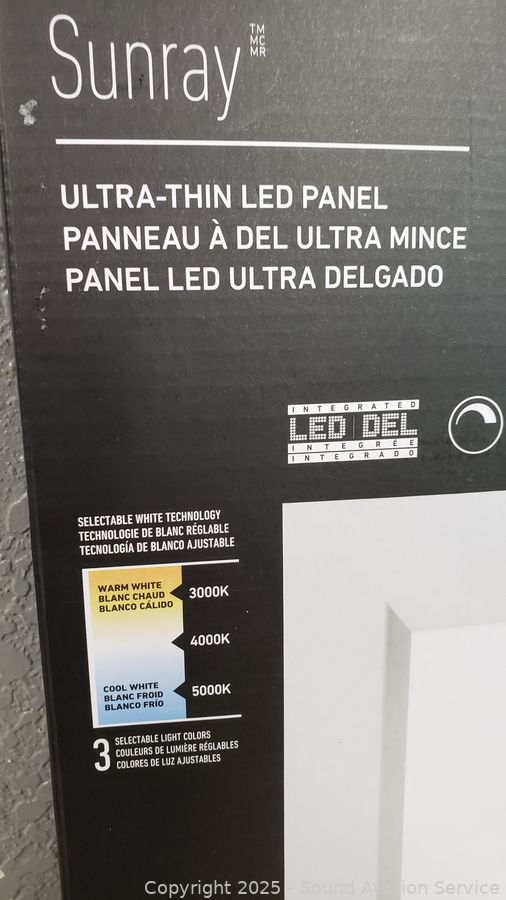 Sunray
TM
MC
MR
ULTRA-THIN LED PANEL
PANNEAU À DEL ULTRA MINCE
PANEL LED ULTRA DELGADO
INTEGRATED
LED | DEL
INTÉGRÉE
INTEGRADO
SELECTABLE WHITE TECHNOLOGY
TECHNOLOGIE DE BLANC RÉGLABLE
TECNOLOGÍA DE BLANCO AJUSTABLE
WARM WHITE
BLANC CHAUD
BLANCO CÁLIDO
3000K
4000K
COOL WHITE
BLANC FROID
BLANCO FRÍO
5000K
3 SELECTABLE LIGHT COLORS
COULEURS DE LUMIÈRE RÉGLABLES
COLORES DE LUZ AJUSTABLES
Copyright 2025 - Sound Auction Service